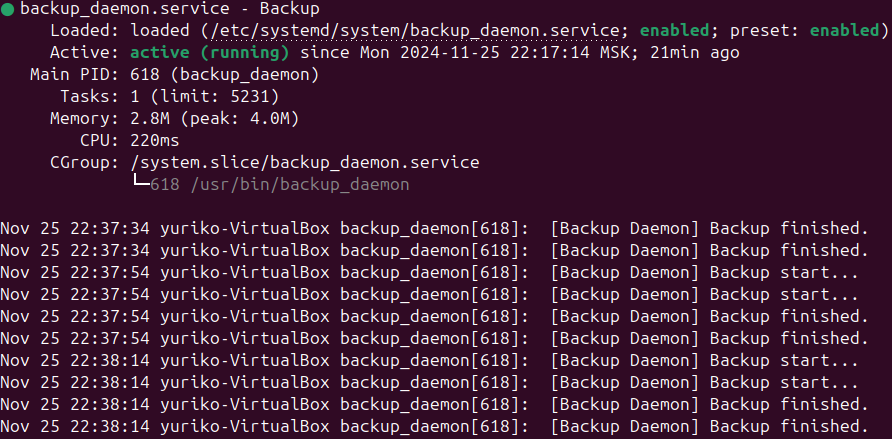 ● backup_daemon.service - Backup
Loaded: loaded (/etc/systemd/system/backup_daemon.service; enabled; preset: enabled)
Active: active (running) since Mon 2024-11-25 22:17:14 MSK; 21min ago
Main PID: 618 (backup_daemon)
Tasks: 1 (limit: 5231)
Memory: 2.8M (peak: 4.0M)
CPU: 220ms
CGroup: /system.slice/backup_daemon.service
└─618 /usr/bin/backup_daemon
Nov 25 22:37:34 yuriko-VirtualBox backup_daemon[618]:  [Backup Daemon] Backup finished.
Nov 25 22:37:34 yuriko-VirtualBox backup_daemon[618]:  [Backup Daemon] Backup finished.
Nov 25 22:37:54 yuriko-VirtualBox backup_daemon[618]:  [Backup Daemon] Backup start...
Nov 25 22:37:54 yuriko-VirtualBox backup_daemon[618]:  [Backup Daemon] Backup start...
Nov 25 22:37:54 yuriko-VirtualBox backup_daemon[618]:  [Backup Daemon] Backup finished.
Nov 25 22:37:54 yuriko-VirtualBox backup_daemon[618]:  [Backup Daemon] Backup finished.
Nov 25 22:38:14 yuriko-VirtualBox backup_daemon[618]:  [Backup Daemon] Backup start...
Nov 25 22:38:14 yuriko-VirtualBox backup_daemon[618]:  [Backup Daemon] Backup start...
Nov 25 22:38:14 yuriko-VirtualBox backup_daemon[618]:  [Backup Daemon] Backup finished.
Nov 25 22:38:14 yuriko-VirtualBox backup_daemon[618]:  [Backup Daemon] Backup finished.